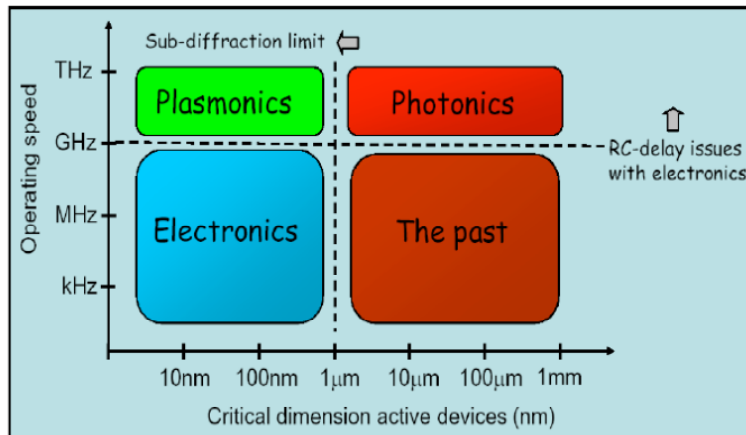 Sub-diffraction limit
THz
Plasmonics
Photonics
GHz
RC-delay issues
with electronics
Operating speed
MHz
Electronics
The past
kHz
10nm
100nm
1μm
10μm
100μm
1mm
Critical dimension active devices (nm)